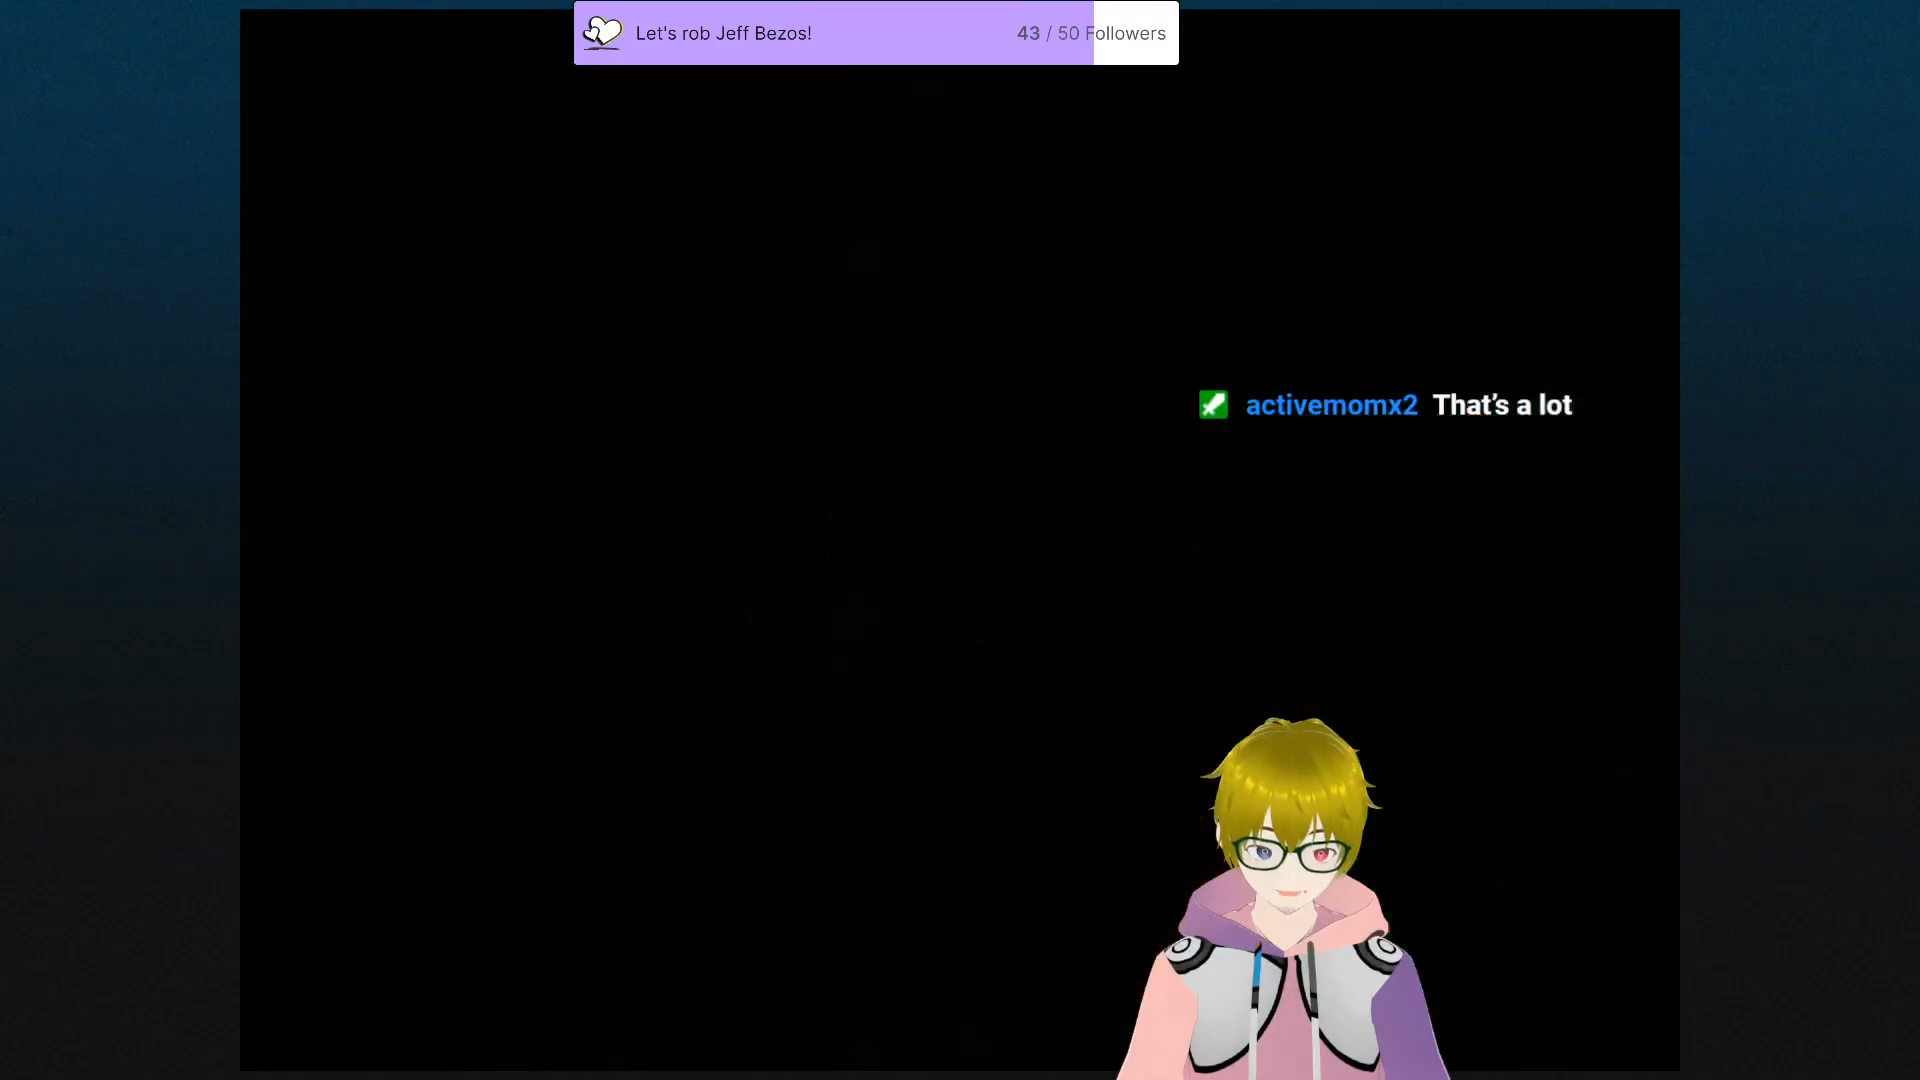 Let's rob Jeff Bezos!
43 / 50 Followers
activemomx2 That’s a lot